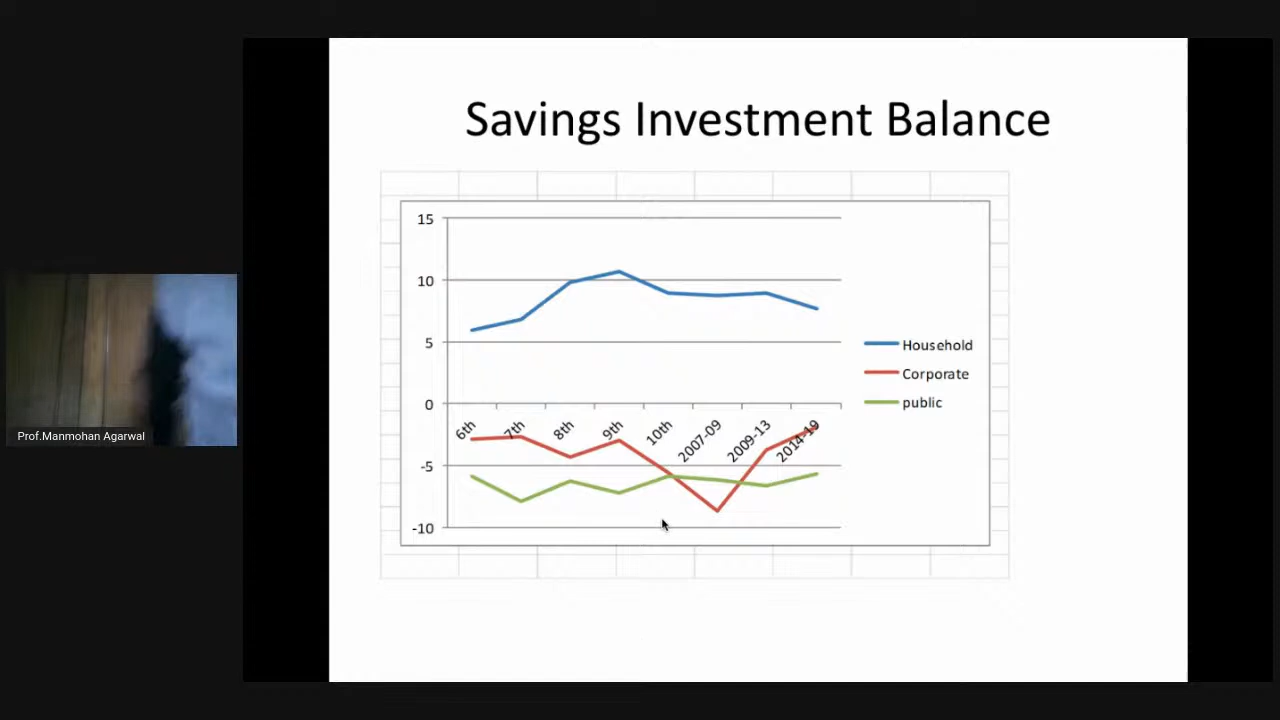 Savings Investment Balance
15
10
5
0
-5
-10
6th
7th
8th
9th
10th
2007-09
2009-13
2014-19
Household
Corporate
public
Prof.Manmohan Agarwal